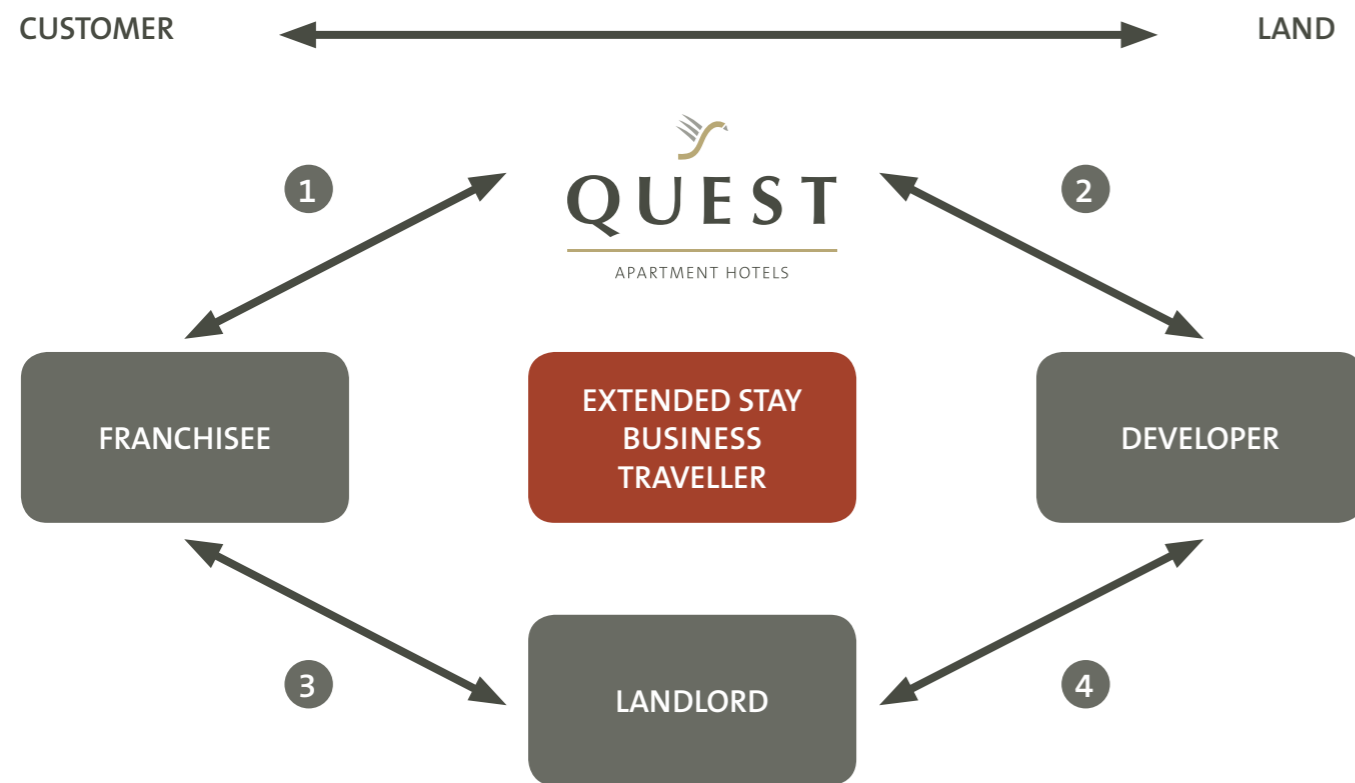 CUSTOMER
LAND
1
QUEST
2
APARTMENT HOTELS
FRANCHISEE
EXTENDED STAY
BUSINESS
TRAVELLER
DEVELOPER
3
LANDLORD
4